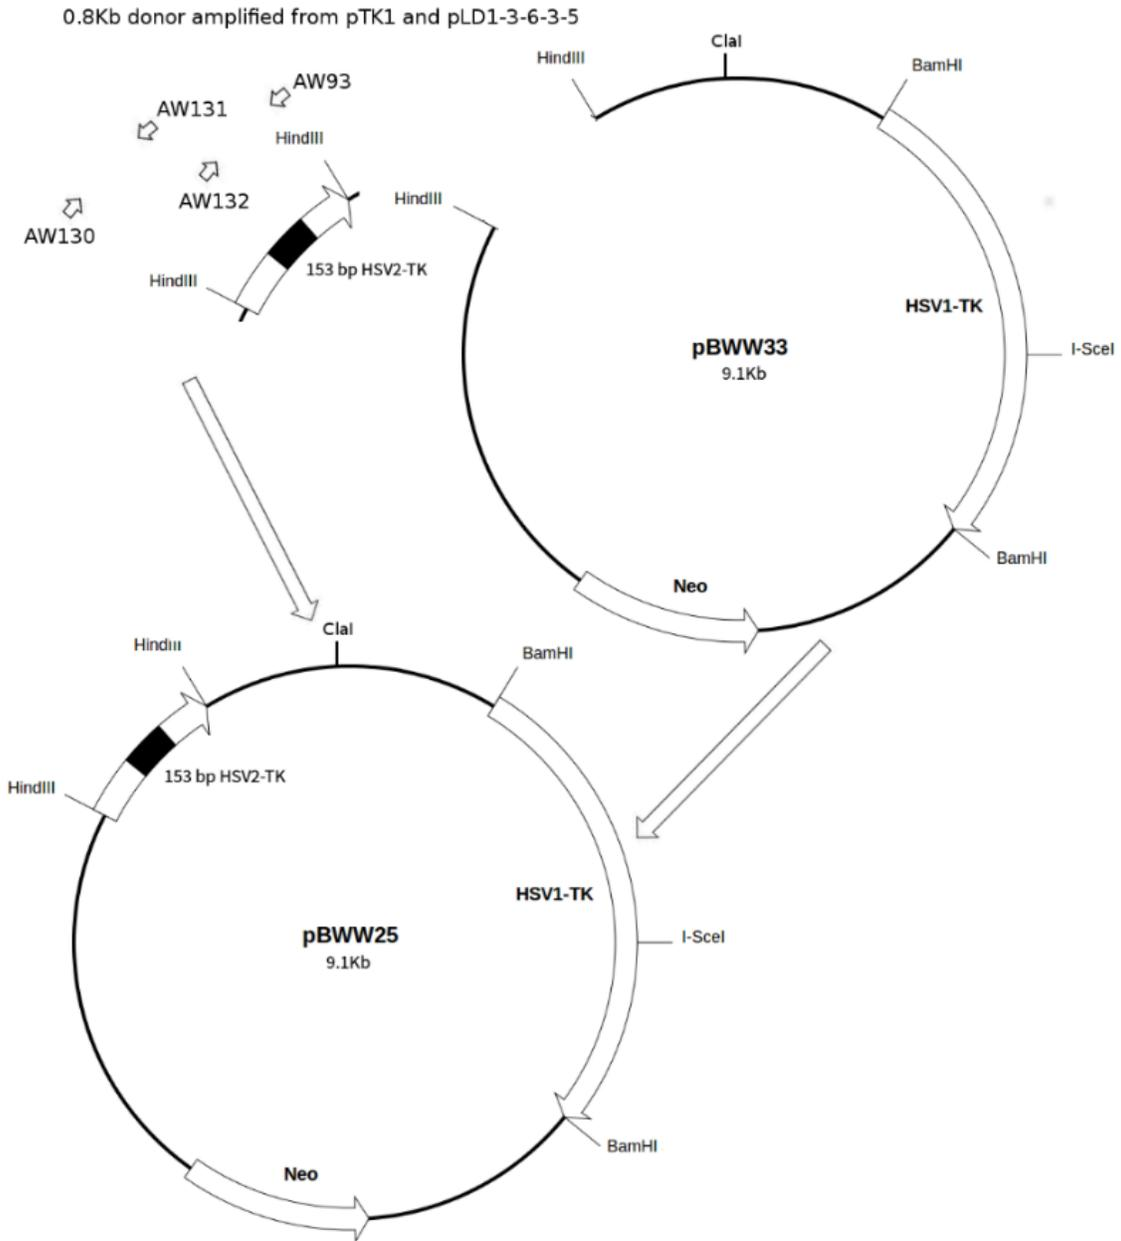 0.8Kb donor amplified from pTK1 and pLD1-3-6-3-5
ClaI
HindIII
BamHI
AW93
AW131
HindIII
AW132
HindIII
AW130
153 bp HSV2-TK
HindIII
HSV1-TK
pBWW33
I-SceI
9.1Kb
BamHI
Neo
ClaI
HindIII
BamHI
153 bp HSV2-TK
HindIII
HSV1-TK
pBWW25
I-SceI
9.1Kb
BamHI
Neo